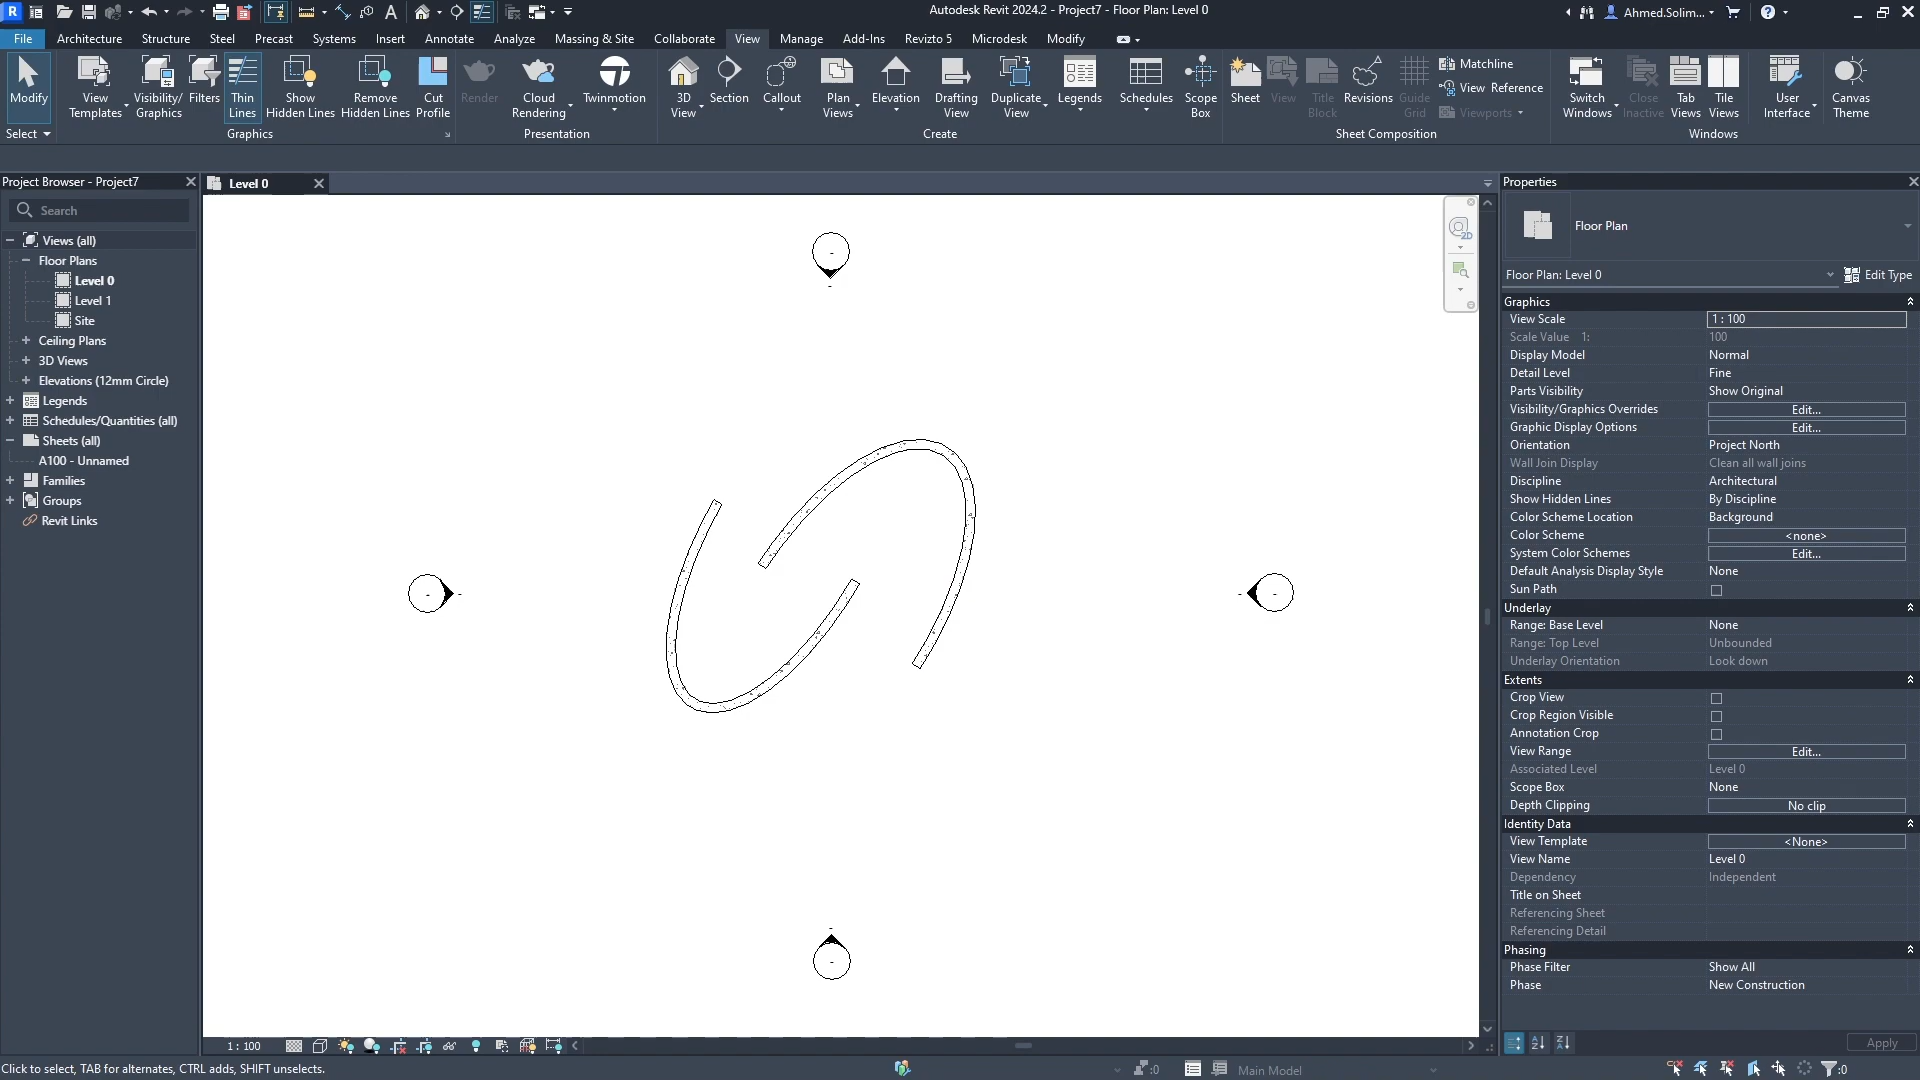 Autodesk Revit 2024.2 - Project7 - Floor Plan: Level 0
Ahmed.Solim...
File Architecture Structure Steel Precast Systems Insert Annotate Analyze Massing & Site Collaborate View Manage Add-Ins Revizto 5 Microdesk Modify
Modify
View Templates
Visibility/ Graphics
Filters
Thin Lines
Show Hidden Lines
Remove Hidden Lines
Cut Profile
Render
Cloud Rendering
Twinmotion
3D View
Section
Callout
Plan Views
Elevation
Drafting View
Duplicate View
Legends
Schedules
Scope Box
Sheet
View
Title Block
Revisions
Guide Grid
Matchline
View Reference
Viewports
Switch Windows
Close Inactive
Tab Views
Tile Views
User Interface
Canvas Theme
Select
Graphics
Presentation
Create
Sheet Composition
Windows
Project Browser - Project7
Search
Views (all)
Floor Plans
Level 0
Level 1
Site
Ceiling Plans
3D Views
Elevations (12mm Circle)
Legends
Schedules/Quantities (all)
Sheets (all)
A100 - Unnamed
Families
Groups
Revit Links
Level 0
2D
Properties
Floor Plan
Floor Plan: Level 0
Edit Type
Graphics
View Scale 1 : 100
Scale Value 1: 100
Display Model Normal
Detail Level Fine
Parts Visibility Show Original
Visibility/Graphics Overrides Edit...
Graphic Display Options Edit...
Orientation Project North
Wall Join Display Clean all wall joins
Discipline Architectural
Show Hidden Lines By Discipline
Color Scheme Location Background
Color Scheme <none>
System Color Schemes Edit...
Default Analysis Display Style None
Sun Path
Underlay
Range: Base Level None
Range: Top Level Unbounded
Underlay Orientation Look down
Extents
Crop View
Crop Region Visible
Annotation Crop
View Range Edit...
Associated Level Level 0
Scope Box None
Depth Clipping No clip
Identity Data
View Template <None>
View Name Level 0
Dependency Independent
Title on Sheet
Referencing Sheet
Referencing Detail
Phasing
Phase Filter Show All
Phase New Construction
Apply
1 : 100
Click to select, TAB for alternates, CTRL adds, SHIFT unselects.
:0
Main Model
:0